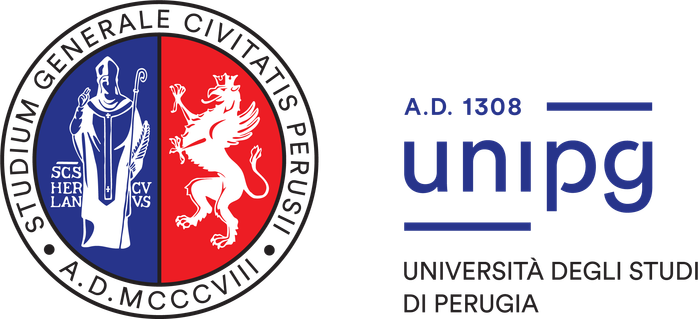 STUDIUM GENERALE CIVITATIS PERUSII
• A.D. MCCCVIII •
SCS
HER CV
LAN VS
A.D. 1308
unipg
UNIVERSITÀ DEGLI STUDI
DI PERUGIA